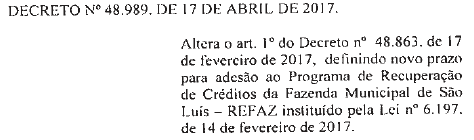 DECRETO Nº 48.989, DE 17 DE ABRIL DE 2017.
Altera o art. 1º do Decreto nº 48.863, de 17
de fevereiro de 2017, definindo novo prazo
para adesão ao Programa de Recuperação
de Créditos da Fazenda Municipal de São
Luís – REFAZ instituído pela Lei nº 6.197,
de 14 de fevereiro de 2017.